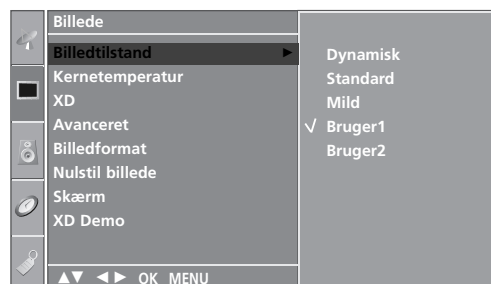 Billede
Billedtilstand
Kernetemperatur
XD
Avanceret
Billedformat
Nulstil billede
Skærm
XD Demo
▲▼ ◄► OK MENU
Dynamisk
Standard
Mild
√ Bruger1
Bruger2